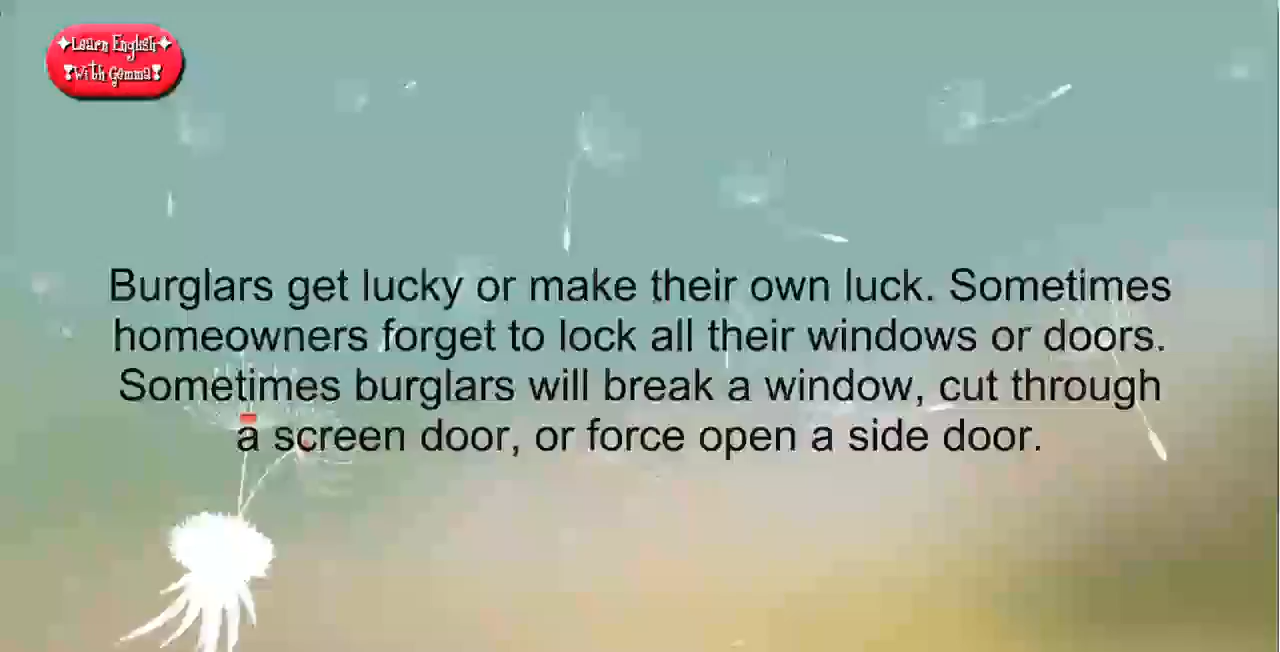 Learn English
With Gemma
Burglars get lucky or make their own luck. Sometimes
homeowners forget to lock all their windows or doors.
Sometimes burglars will break a window, cut through
a screen door, or force open a side door.